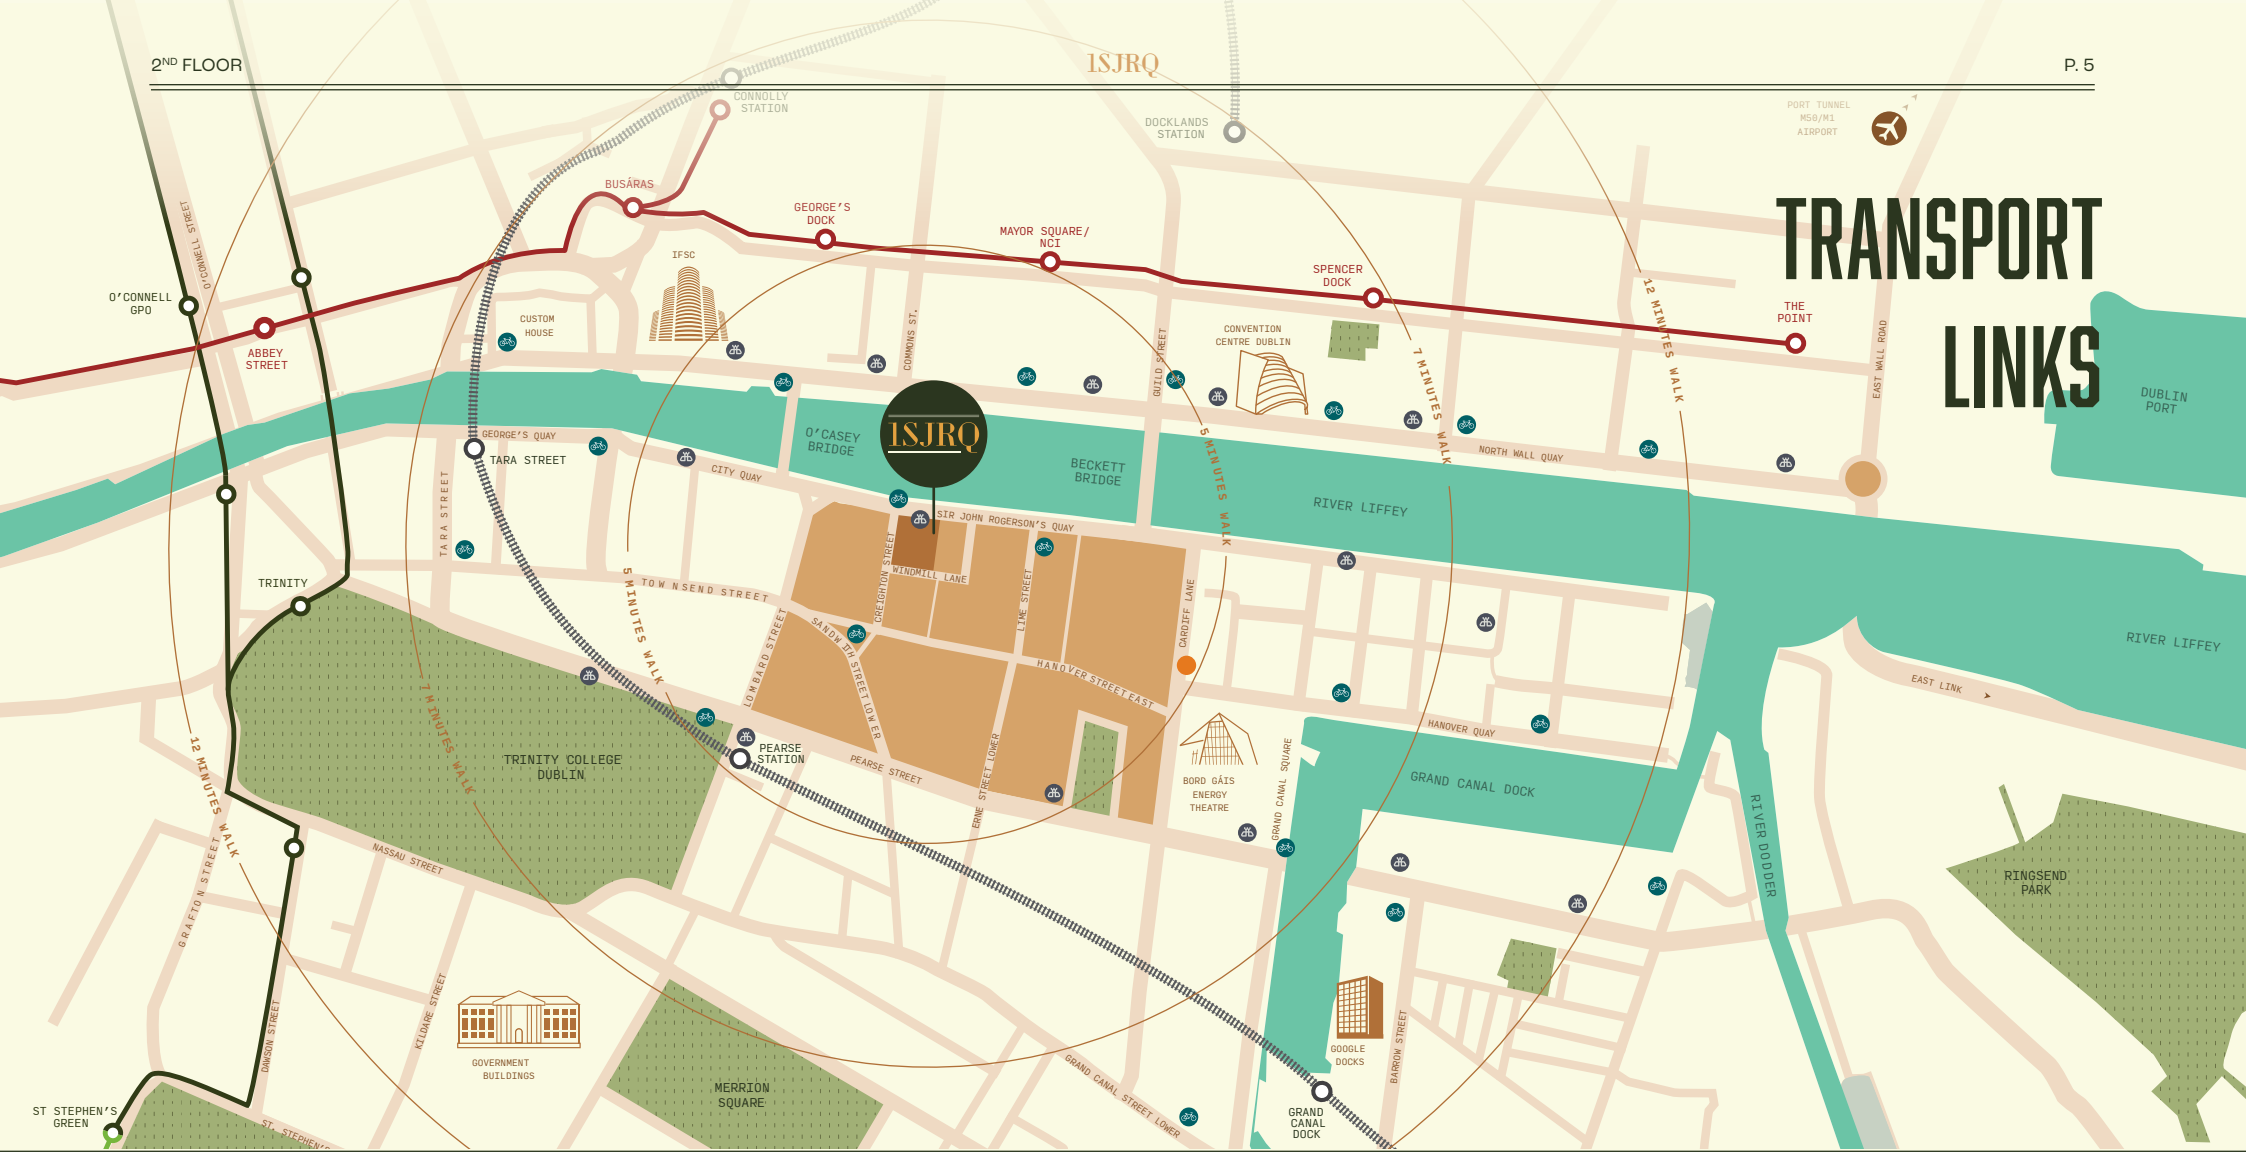 2ND FLOOR
1SJRQ
P. 5
TRANSPORT
LINKS
CONNOLLY
STATION
DOCKLANDS
STATION
PORT TUNNEL
M50/M1
AIRPORT
BUSÁRAS
GEORGE'S
DOCK
MAYOR SQUARE/
NCI
SPENCER
DOCK
THE
POINT
O'CONNELL STREET
O'CONNELL
GPO
ABBEY
STREET
IFSC
CUSTOM
HOUSE
COMMONS ST.
GUILD STREET
CONVENTION
CENTRE DUBLIN
EAST WALL ROAD
DUBLIN
PORT
12 MINUTES WALK
7 MINUTES WALK
5 MINUTES WALK
GEORGE'S QUAY
TARA STREET
CITY QUAY
O'CASEY
BRIDGE
1SJRQ
BECKETT
BRIDGE
RIVER LIFFEY
NORTH WALL QUAY
TARA STREET
SIR JOHN ROGERSON'S QUAY
CREIGHTON STREET
WINDMILL LANE
LIME STREET
CARDIFF LANE
TRINITY
TOWNSEND STREET
5 MINUTES WALK
LOMBARD STREET
SANDWITH STREET LOWER
HANOVER STREET EAST
RIVER LIFFEY
EAST LINK
7 MINUTES WALK
12 MINUTES WALK
TRINITY COLLEGE
DUBLIN
PEARSE
STATION
PEARSE STREET
ERNE STREET LOWER
BORD GÁIS
ENERGY
THEATRE
GRAND CANAL SQUARE
HANOVER QUAY
GRAND CANAL DOCK
RIVER DODDER
RINGSEND
PARK
NASSAU STREET
GRAFTON STREET
KILDARE STREET
DAWSON STREET
GOVERNMENT
BUILDINGS
MERRION
SQUARE
GRAND CANAL STREET LOWER
GOOGLE
DOCKS
BARROW STREET
GRAND
CANAL
DOCK
ST STEPHEN'S
GREEN
ST. STEPHEN'S